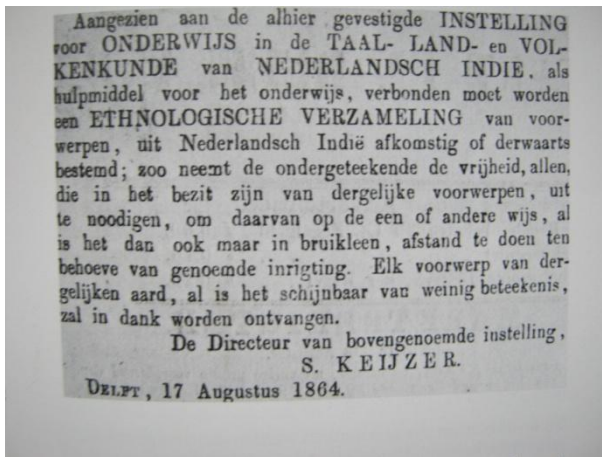 Aangezien aan de alhier gevestigde INSTELLING
voor ONDERWIJS in de TAAL- LAND- en VOL-
KENKUNDE van NEDERLANDSCH INDIE, als
hulpmiddel voor het onderwijs, verbonden moet worden
een ETHNOLOGISCHE VERZAMELING van voor-
werpen, uit Nederlandsch Indië afkomstig of derwaarts
bestemd; zoo neemt de ondergeteekende de vrijheid, allen,
die in het bezit zijn van dergelijke voorwerpen, uit
te noodigen, om daarvan op de een of andere wijs, al
is het dan ook maar in bruikleen, afstand te doen ten
behoeve van genoemde inrigting. Elk voorwerp van der-
gelijken aard, al is het schijnbaar van weinig beteekenis,
zal in dank worden ontvangen.
De Directeur van bovengenoemde instelling,
S. KEIJZER.
DELFT, 17 Augustus 1864.